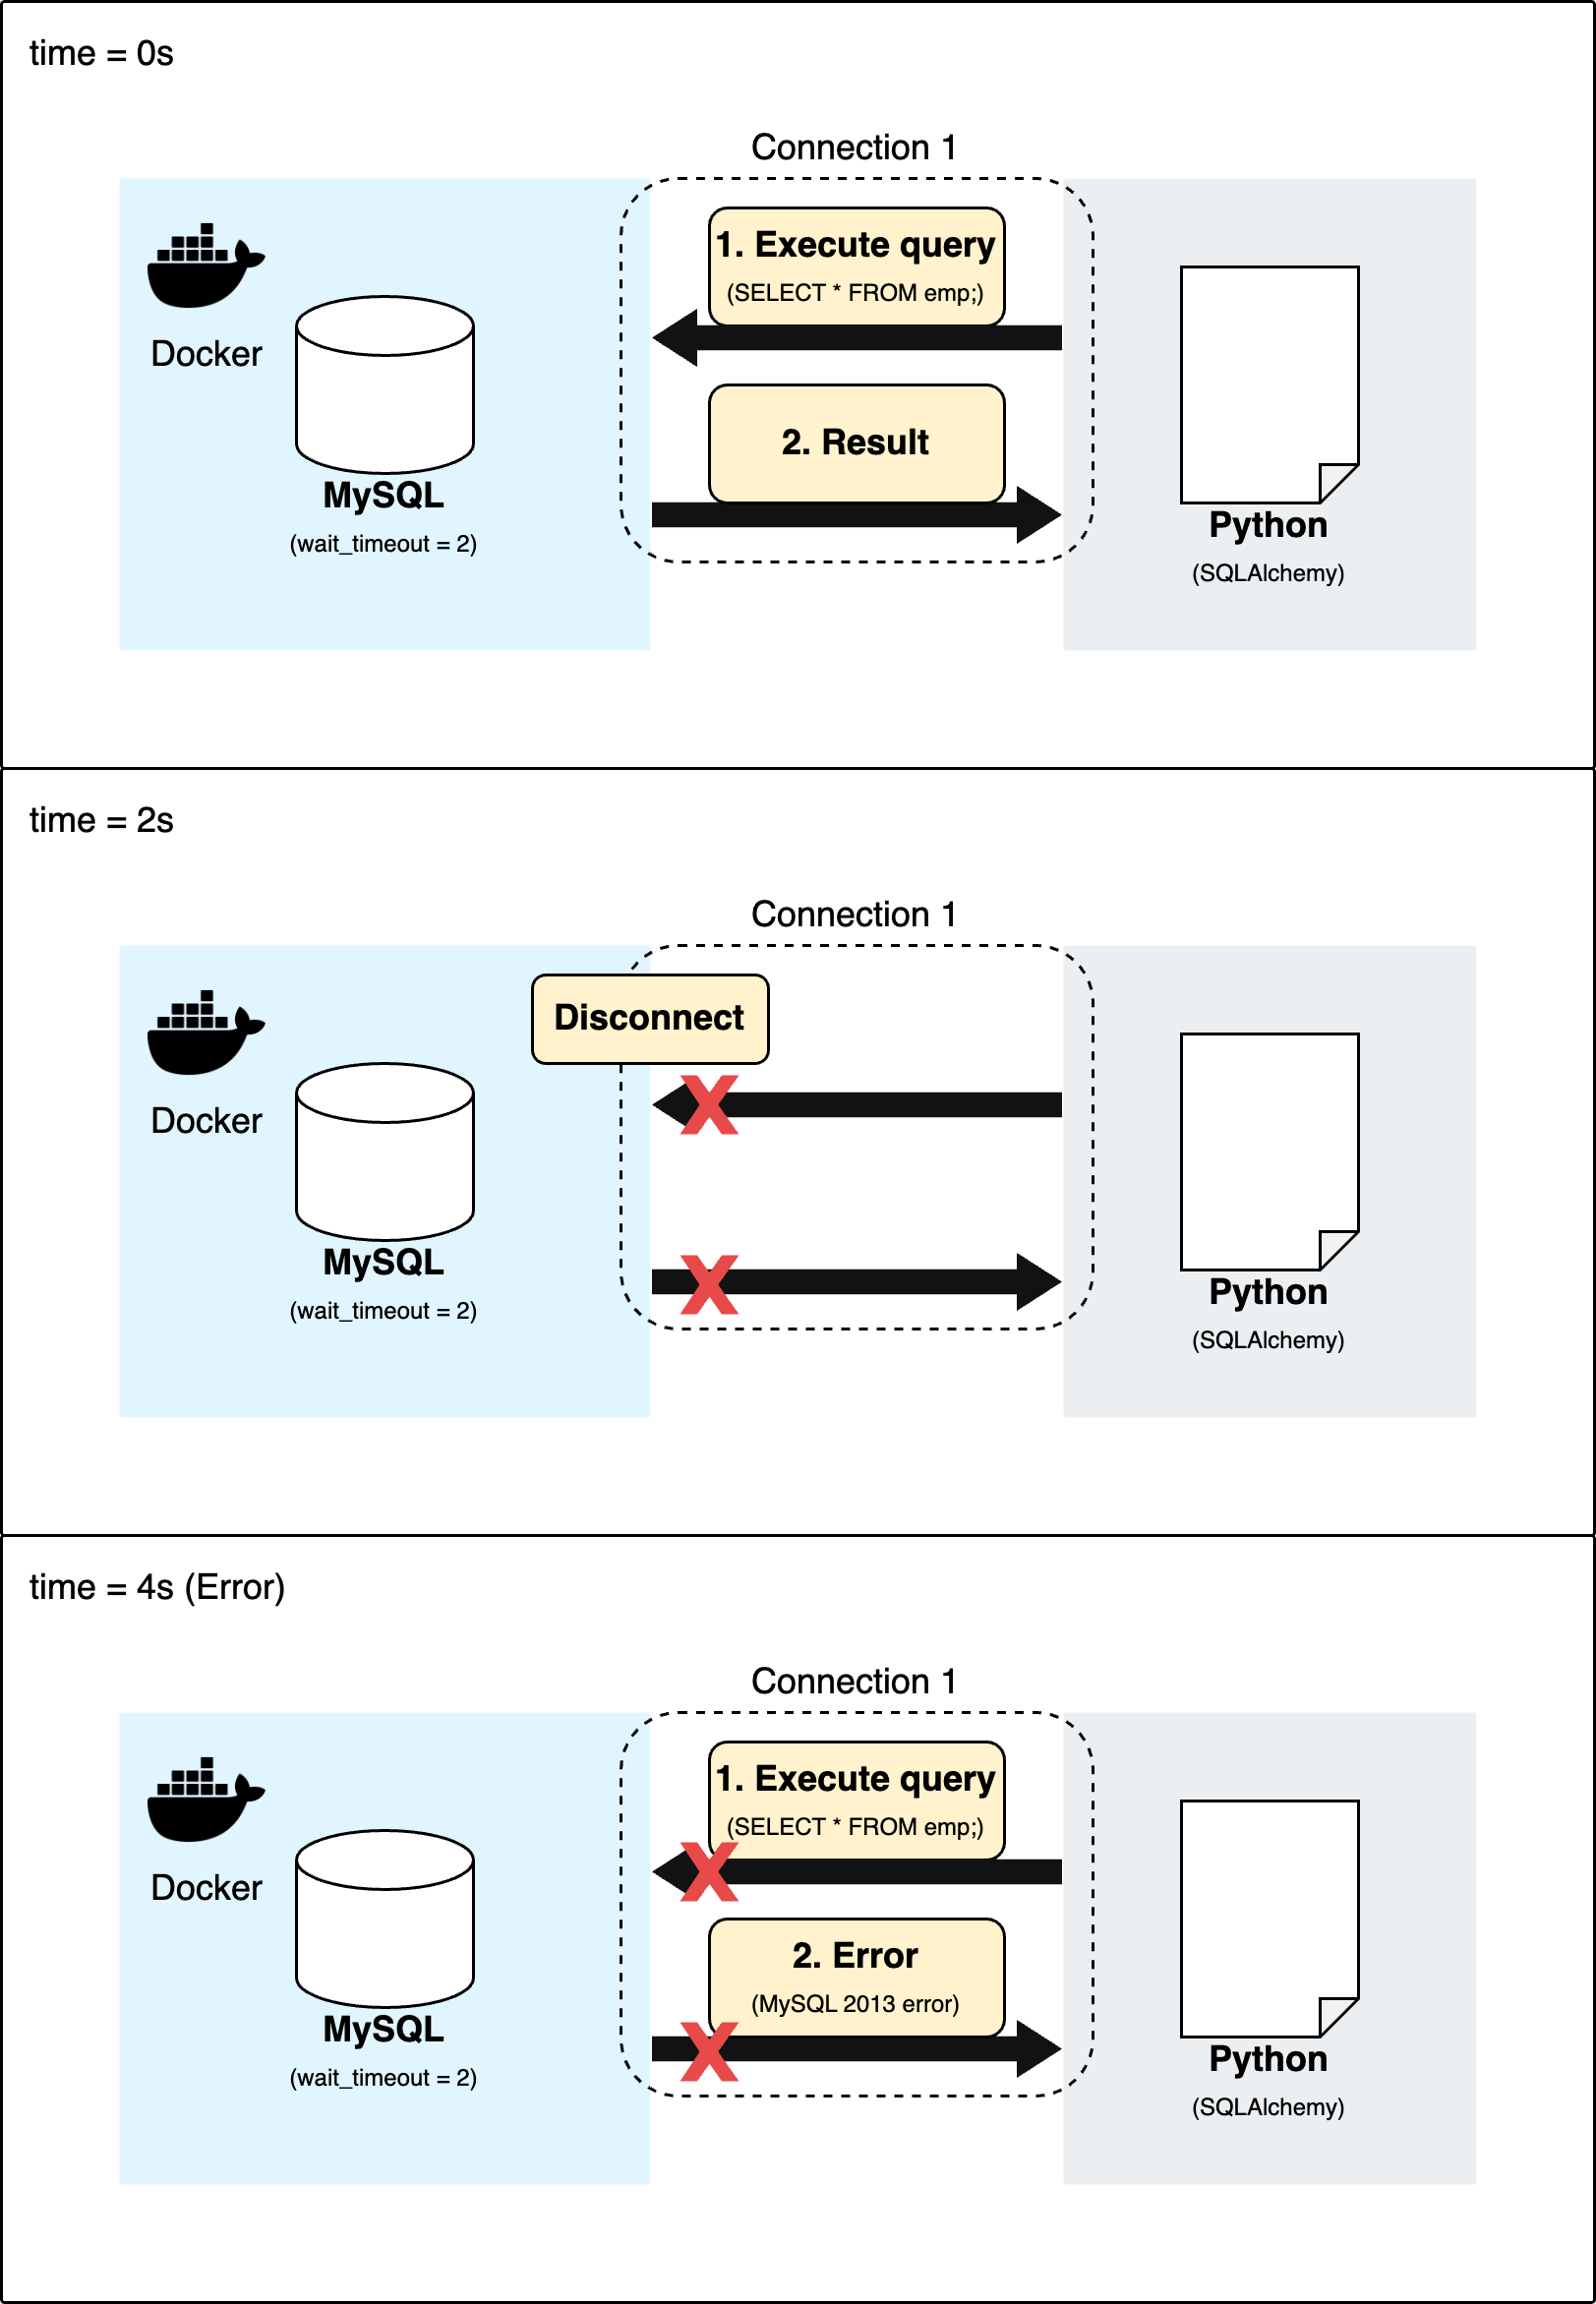 time = 0s
Connection 1
1. Execute query
(SELECT * FROM emp;)
Docker
2. Result
MySQL
(wait_timeout = 2)
Python
(SQLAlchemy)
time = 2s
Connection 1
Disconnect
Docker
MySQL
(wait_timeout = 2)
Python
(SQLAlchemy)
time = 4s (Error)
Connection 1
1. Execute query
(SELECT * FROM emp;)
Docker
2. Error
(MySQL 2013 error)
MySQL
(wait_timeout = 2)
Python
(SQLAlchemy)